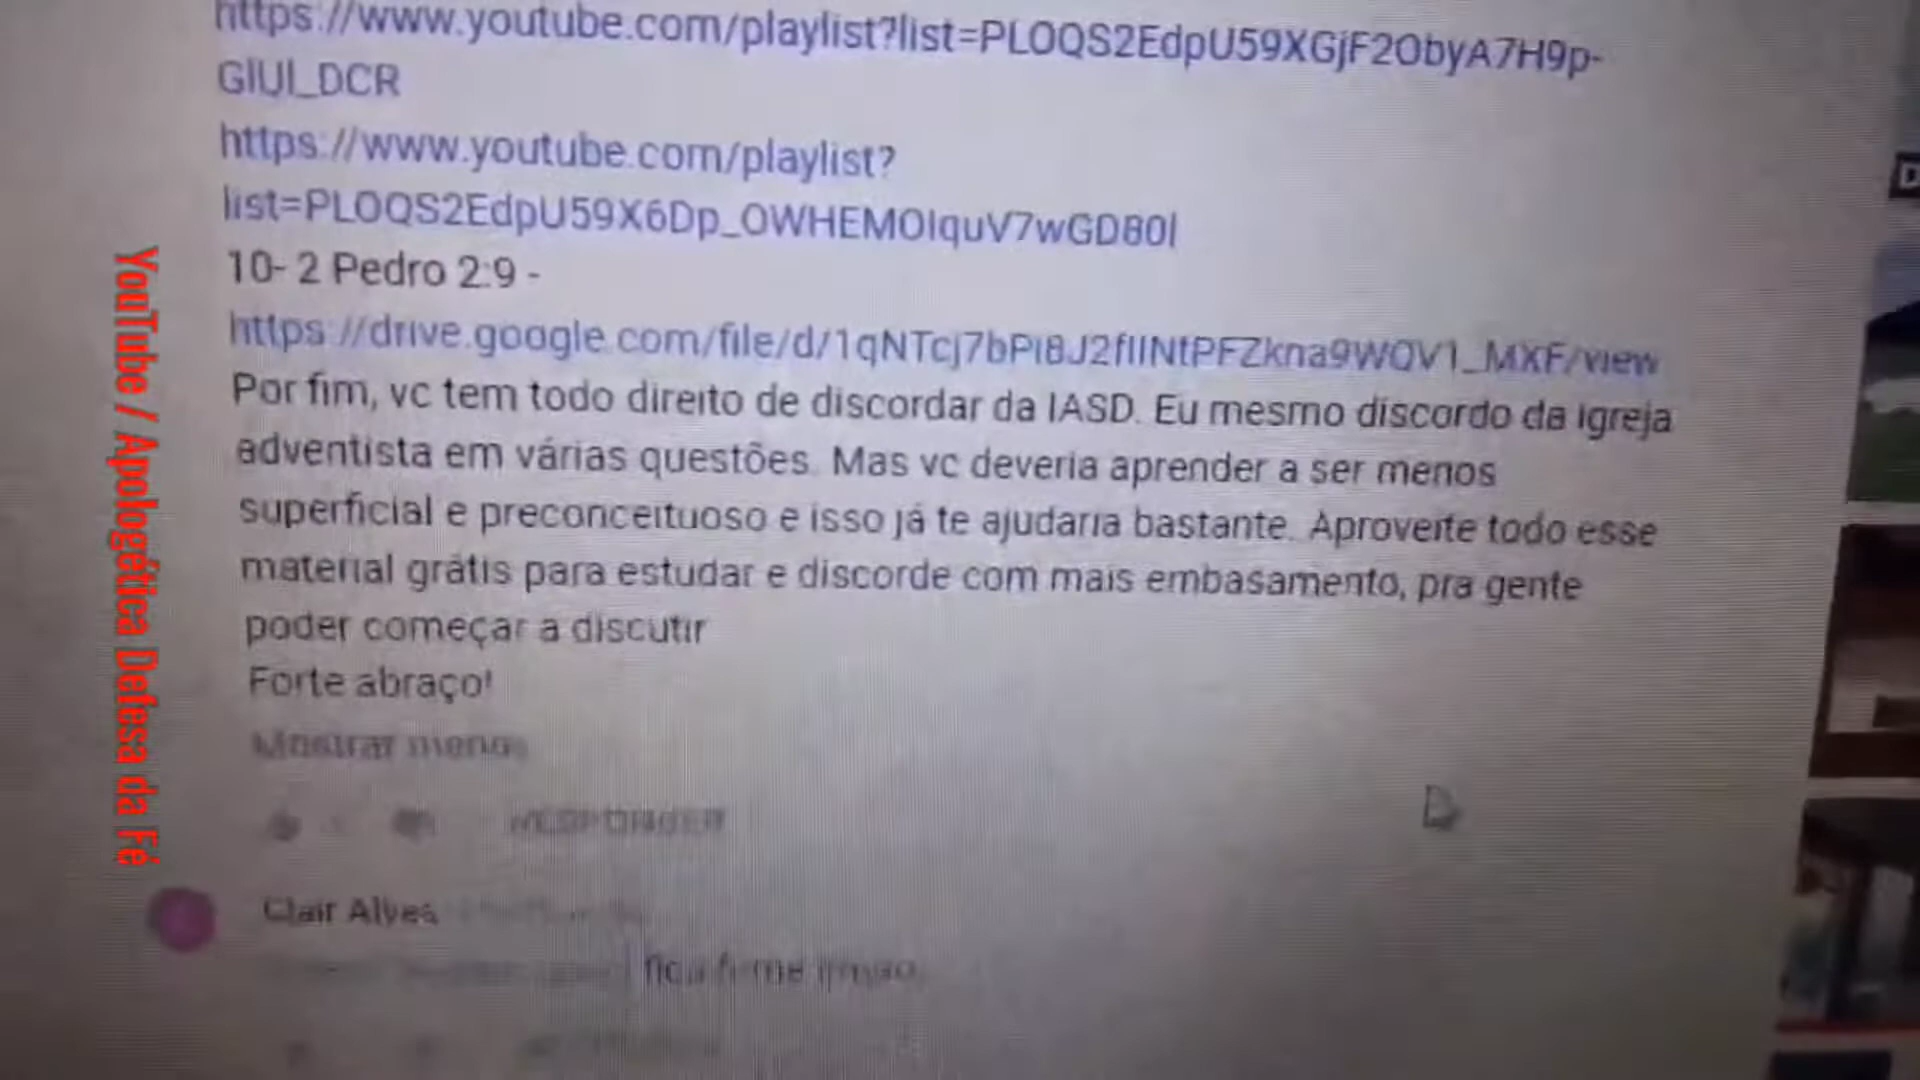 https://www.youtube.com/playlist?list=PLOQS2EdpU59XGjF2ObyA7H9p-
GlUl_DCR
https://www.youtube.com/playlist?
list=PLOQS2EdpU59X6Dp_OWHEMOIquV7wGD80l
10- 2 Pedro 2:9 -
https://drive.google.com/file/d/1qNTcj7bPi8J2fIINtPFZkna9WQV1_MXF/view
Por fim, vc tem todo direito de discordar da IASD. Eu mesmo discordo da igreja
adventista em várias questões. Mas vc deveria aprender a ser menos
superficial e preconceituoso e isso já te ajudaria bastante. Aproveite todo esse
material grátis para estudar e discorde com mais embasamento, pra gente
poder começar a discutir
Forte abraço!
Mostrar menos
RESPONDER
Clair Alves
fica firme irmão
YouTube / Apologética Defesa da Fé